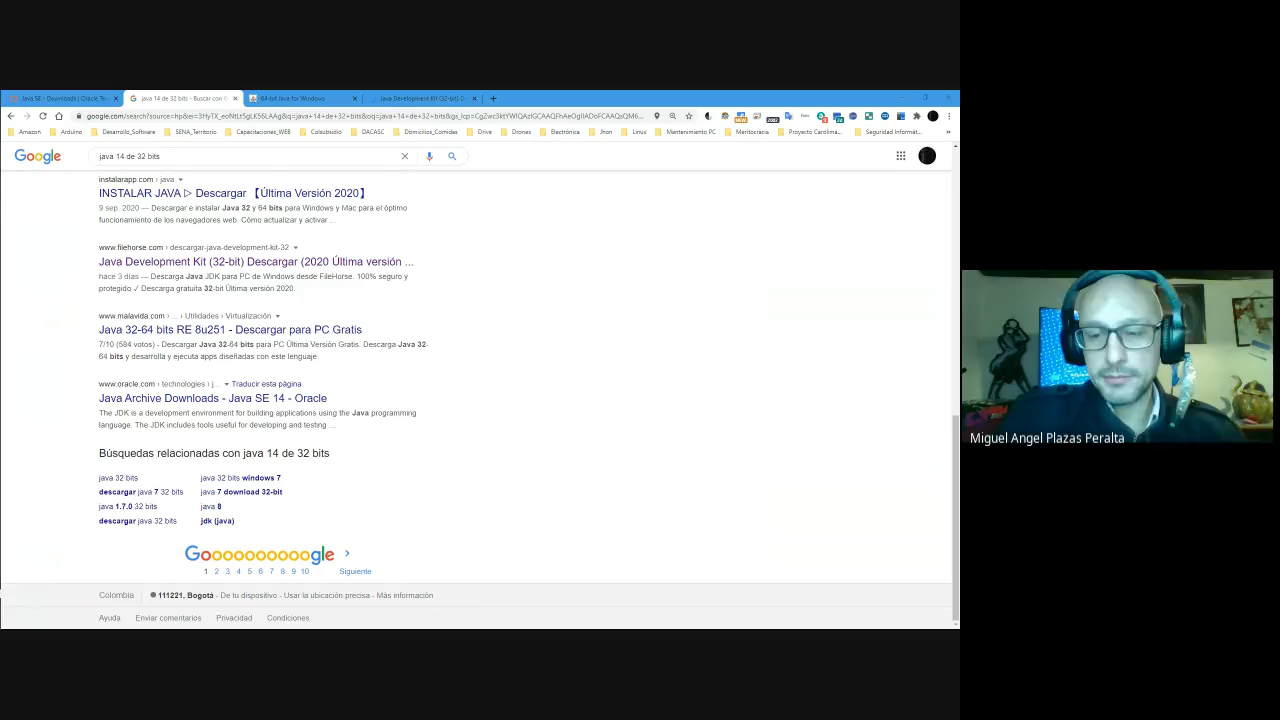 Java SE - Downloads | Oracle Te
java 14 de 32 bits - Buscar con G
64-bit Java for Windows
Java Development Kit (32-bit) D
Amazon
Arduino
Desarrollo_Software
SENA_Territorio
Capacitaciones_WEB
Colsubsidio
DACASC
Domicilios_Comidas
Drive
Drones
Electrónica
Jhon
Linux
Mantenimiento PC
Meritocracia
Proyecto Carolina...
Seguridad Informát...
Google
java 14 de 32 bits
instalarapp.com › java
INSTALAR JAVA ▷ Descargar 【Última Versión 2020】
9 sep. 2020 — Descargar e instalar Java 32 y 64 bits para Windows y Mac para el óptimo
funcionamiento de los navegadores web. Cómo actualizar y activar ...
www.filehorse.com › descargar-java-development-kit-32
Java Development Kit (32-bit) Descargar (2020 Última versión ...
hace 3 días — Descarga Java JDK para PC de Windows desde FileHorse. 100% seguro y
protegido ✓ Descarga gratuita 32-bit Última versión 2020.
www.malavida.com › ... › Utilidades › Virtualización
Java 32-64 bits RE 8u251 - Descargar para PC Gratis
7/10 (584 votos) - Descargar Java 32-64 bits para PC Última Versión Gratis. Descarga Java 32-
64 bits y desarrolla y ejecuta apps diseñadas con este lenguaje.
www.oracle.com › technologies › j... Traducir esta página
Java Archive Downloads - Java SE 14 - Oracle
The JDK is a development environment for building applications using the Java programming
language. The JDK includes tools useful for developing and testing ...
Búsquedas relacionadas con java 14 de 32 bits
java 32 bits
java 32 bits windows 7
descargar java 7 32 bits
java 7 download 32-bit
java 1.7.0 32 bits
java 8
descargar java 32 bits
jdk (java)
Goooooooooogle ›
1 2 3 4 5 6 7 8 9 10 Siguiente
Colombia 111221, Bogotá - De tu dispositivo - Usar la ubicación precisa - Más información
Ayuda Enviar comentarios Privacidad Condiciones
Miguel Angel Plazas Peralta